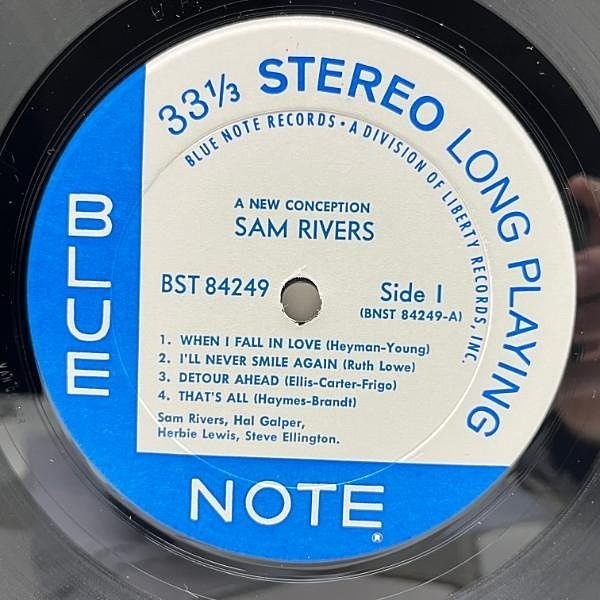 33⅓ STEREO LONG PLAYING
BLUE NOTE RECORDS • A DIVISION OF LIBERTY RECORDS, INC.
A NEW CONCEPTION
SAM RIVERS
BST 84249
Side 1
(BNST 84249-A)
1. WHEN I FALL IN LOVE (Heyman-Young)
2. I'LL NEVER SMILE AGAIN (Ruth Lowe)
3. DETOUR AHEAD (Ellis-Carter-Frigo)
4. THAT'S ALL (Haymes-Brandt)
Sam Rivers, Hal Galper,
Herbie Lewis, Steve Ellington.
BLUE
NOTE®